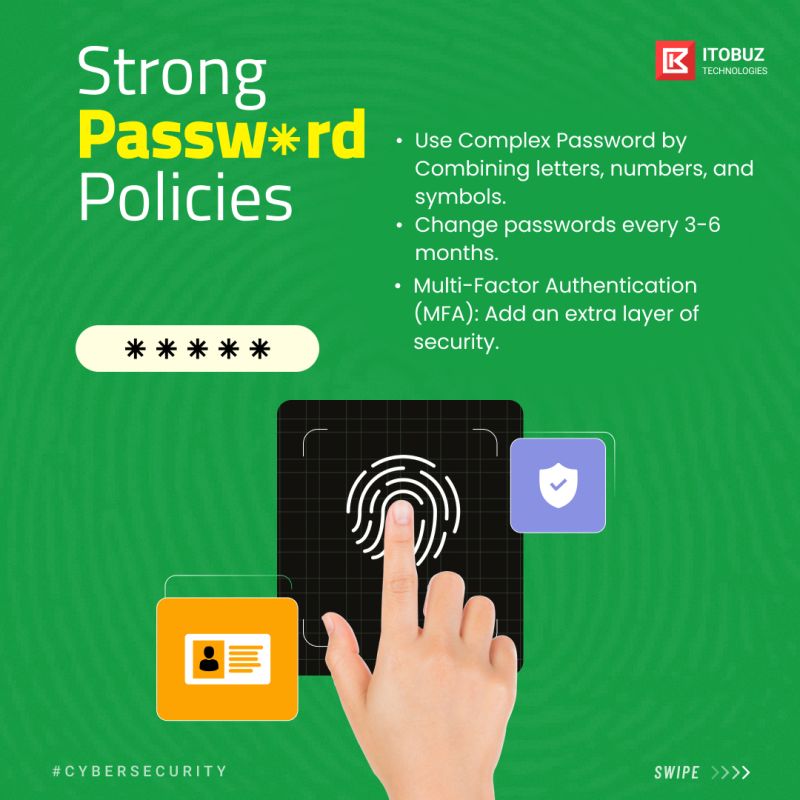 Strong
Passw*rd
Policies
ITOBUZ
TECHNOLOGIES
• Use Complex Password by
Combining letters, numbers, and
symbols.
• Change passwords every 3-6
months.
• Multi-Factor Authentication
(MFA): Add an extra layer of
security.
* * * * *
#CYBERSECURITY
SWIPE >>>>